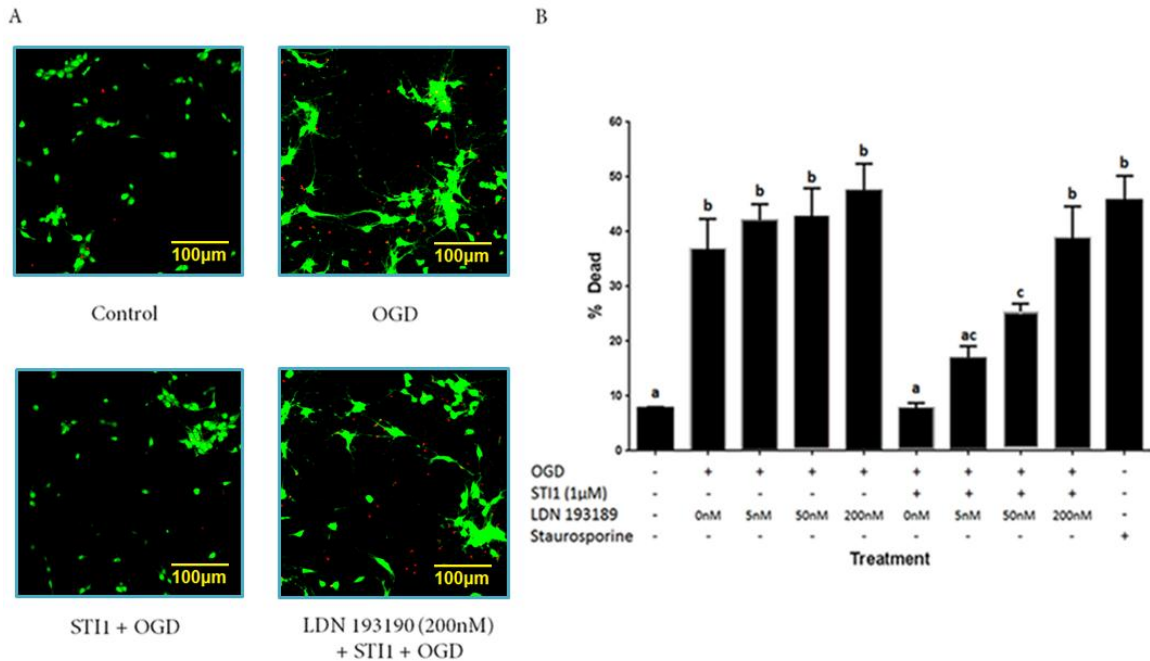 A
100μm
100μm
Control
OGD
100μm
100μm
STI1 + OGD
LDN 193190 (200nM)
+ STI1 + OGD
B
% Dead
60
50
40
30
20
10
0
a
b
b
b
b
a
ac
c
b
b
OGD - + + + + + + + + -
STI1 (1μM) - - - - - + + + + -
LDN 193189 - 0nM 5nM 50nM 200nM 0nM 5nM 50nM 200nM -
Staurosporine - - - - - - - - - +
Treatment